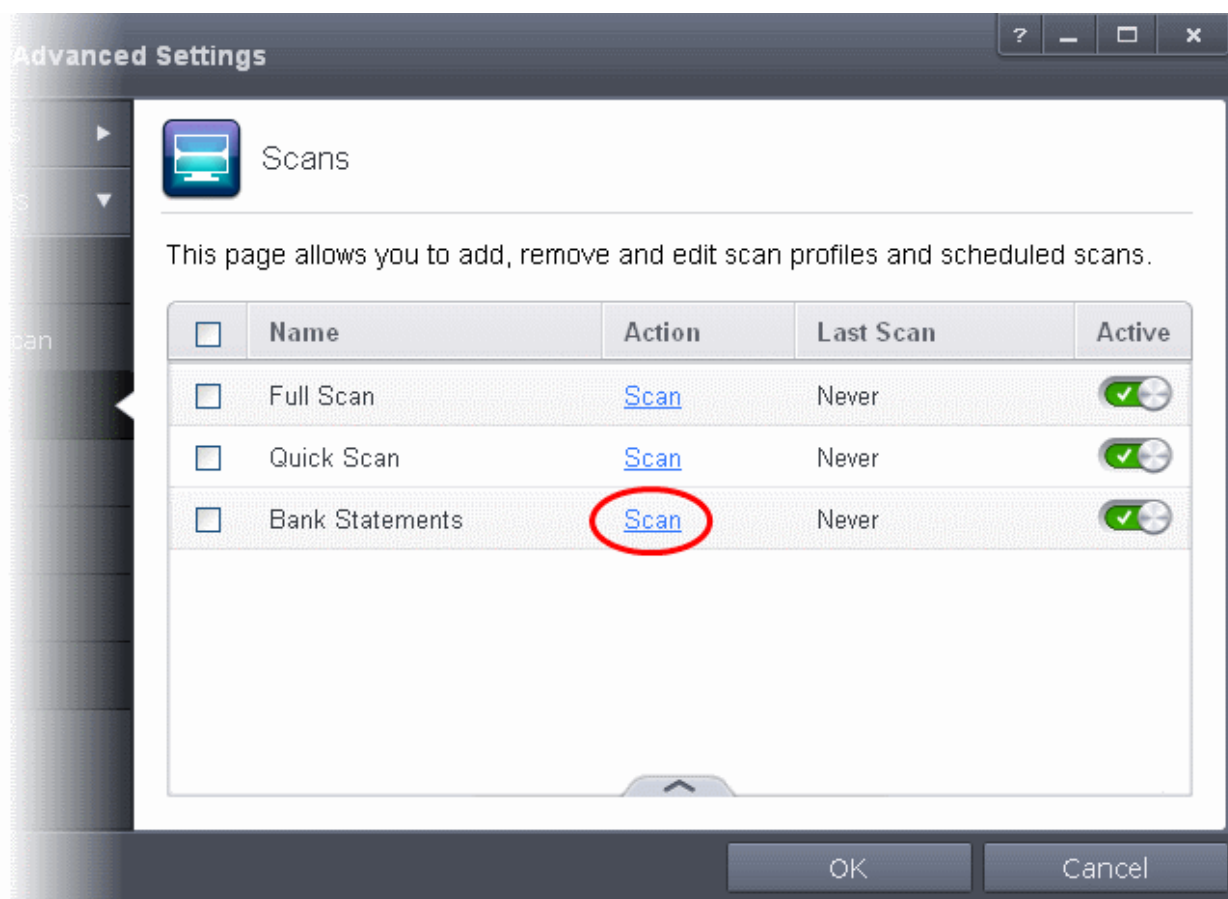 Advanced Settings
?
Scans
This page allows you to add, remove and edit scan profiles and scheduled scans.
Name Action Last Scan Active
Full Scan Scan Never
Quick Scan Scan Never
Bank Statements Scan Never
OK Cancel